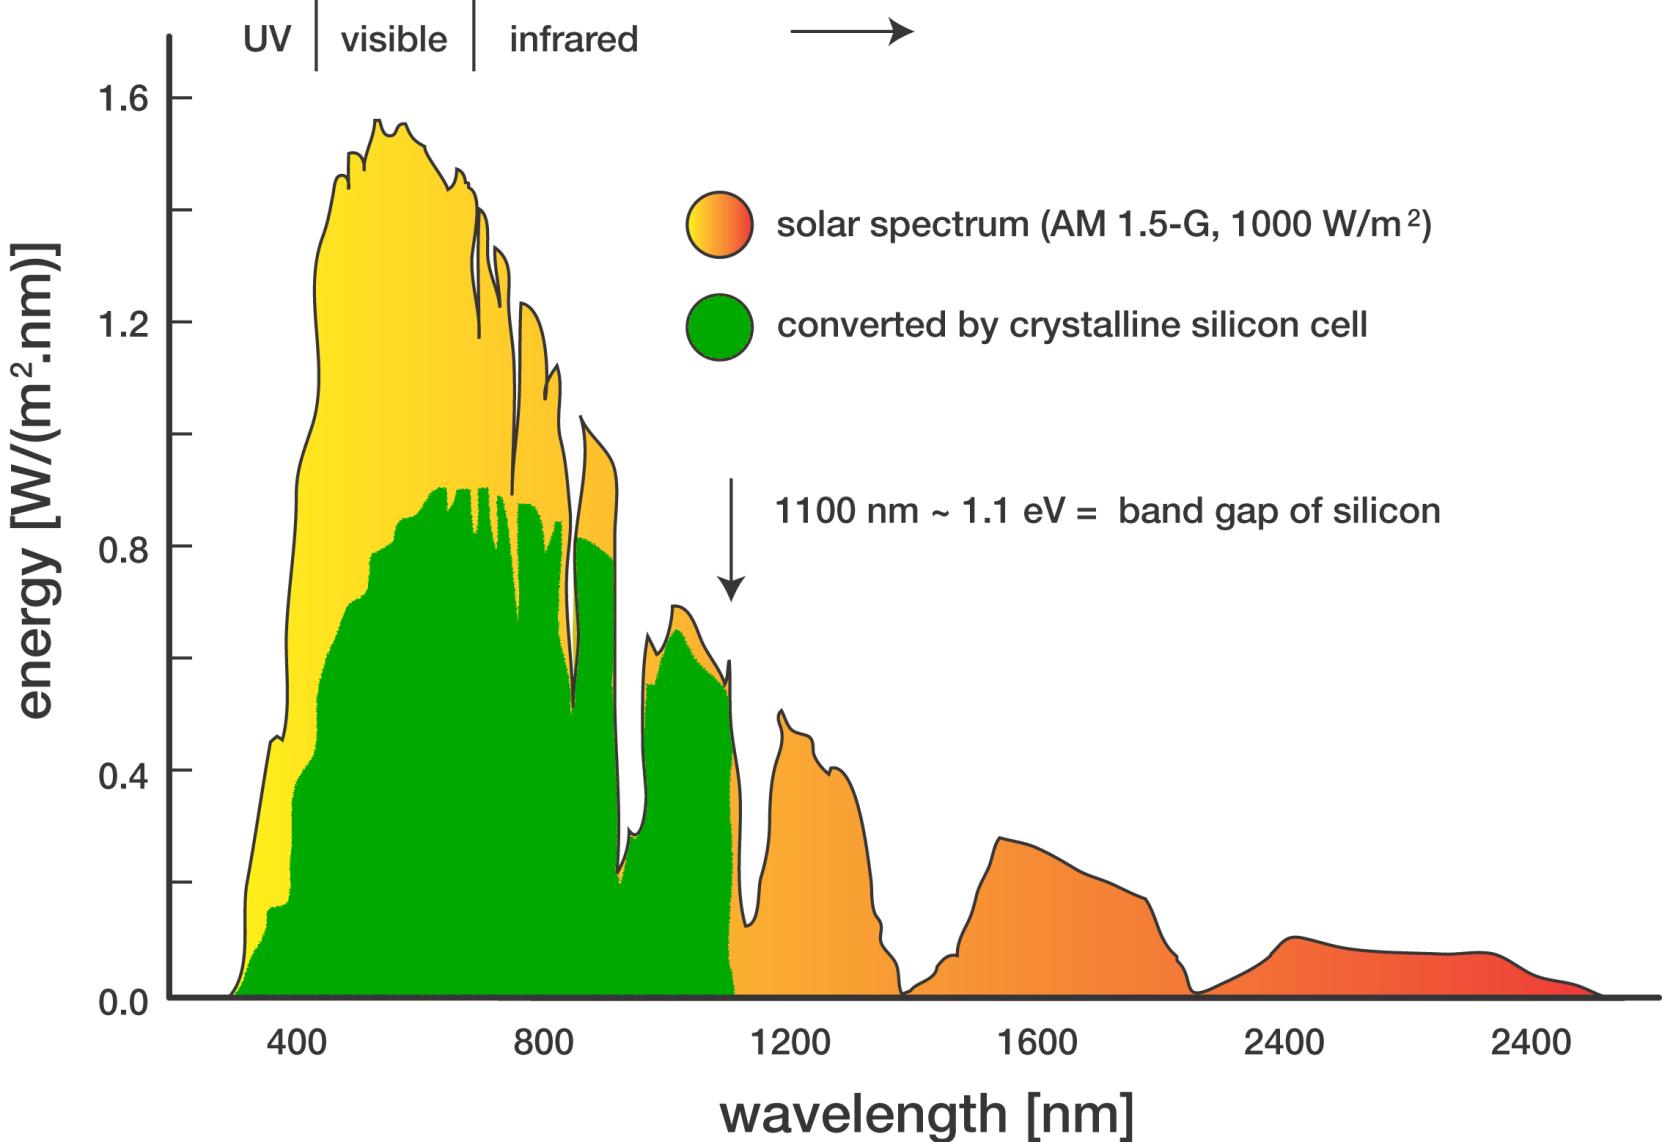 UV visible infrared
1.6
1.2
0.8
0.4
0.0
energy [W/(m².nm)]
solar spectrum (AM 1.5-G, 1000 W/m²)
converted by crystalline silicon cell
1100 nm ~ 1.1 eV = band gap of silicon
400 800 1200 1600 2400 2400
wavelength [nm]